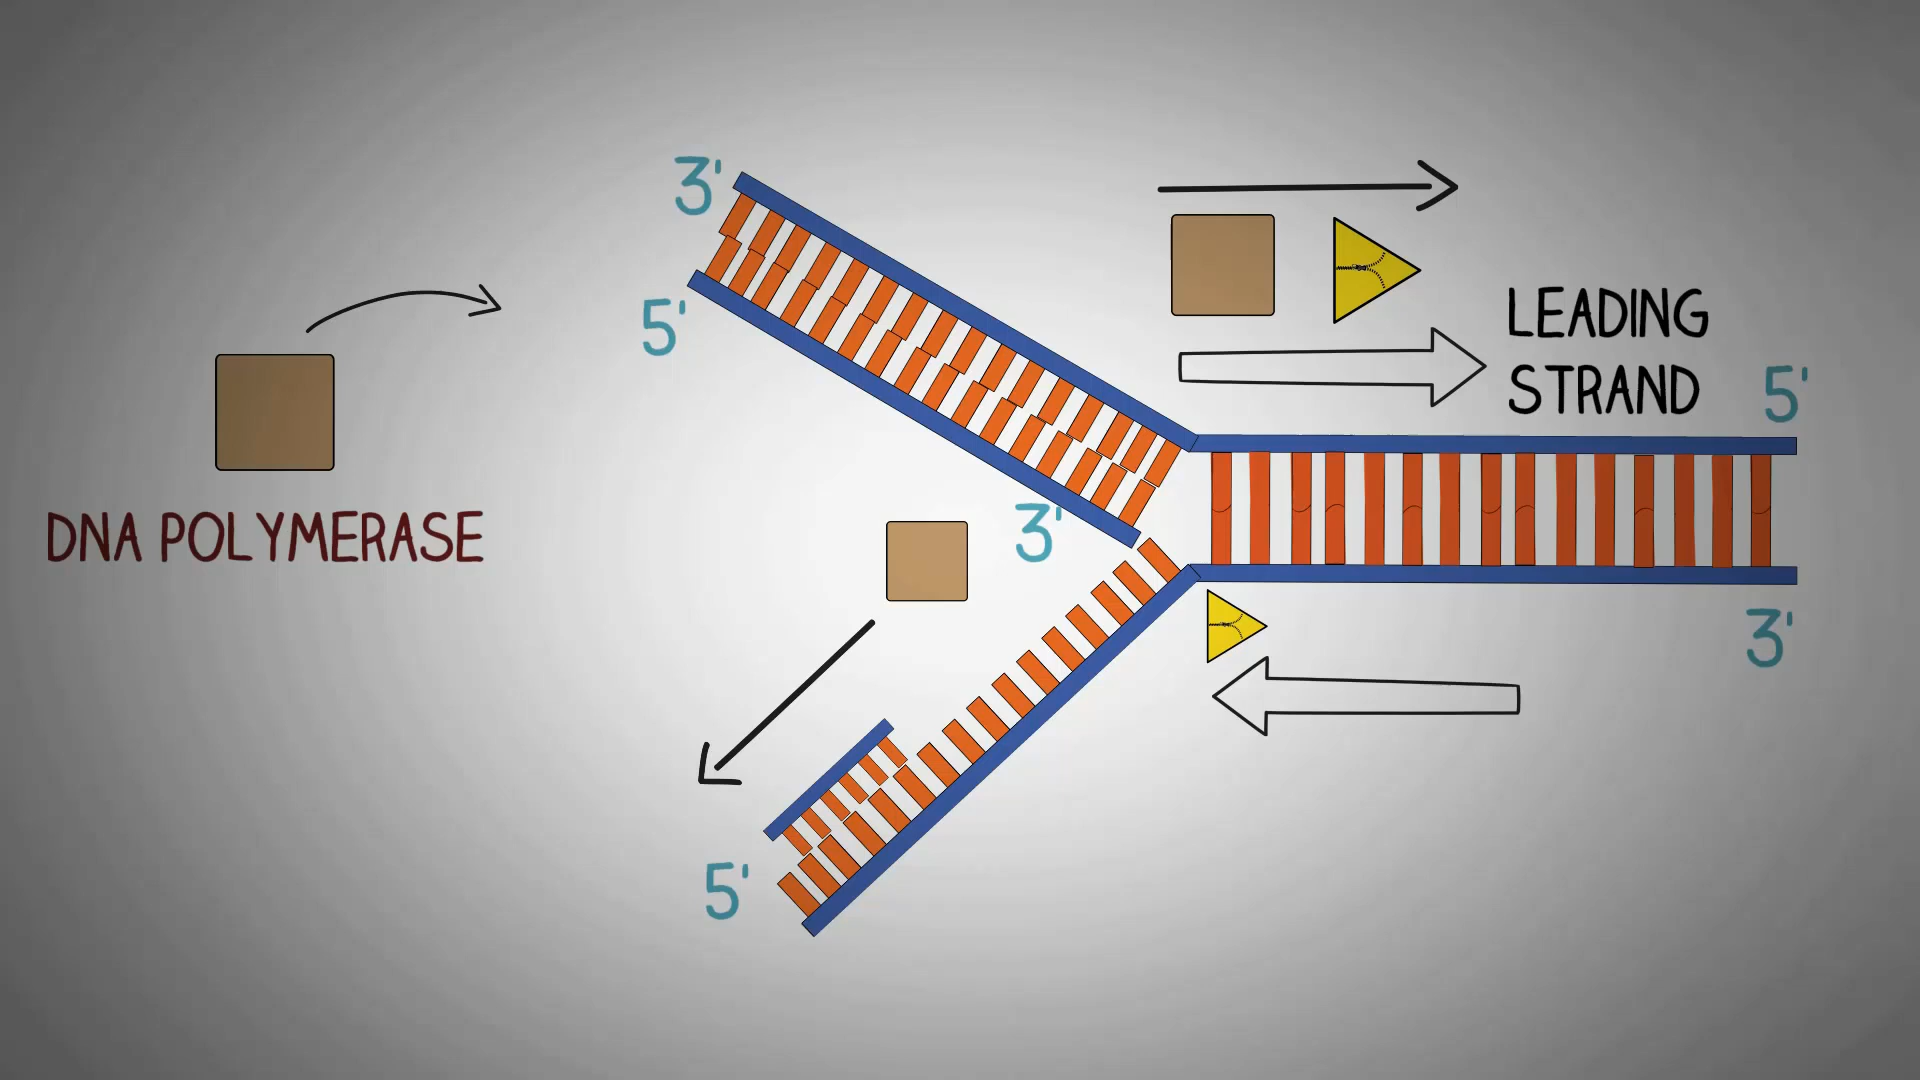 3'
5'
LEADING
STRAND
5'
DNA POLYMERASE
3'
3'
5'